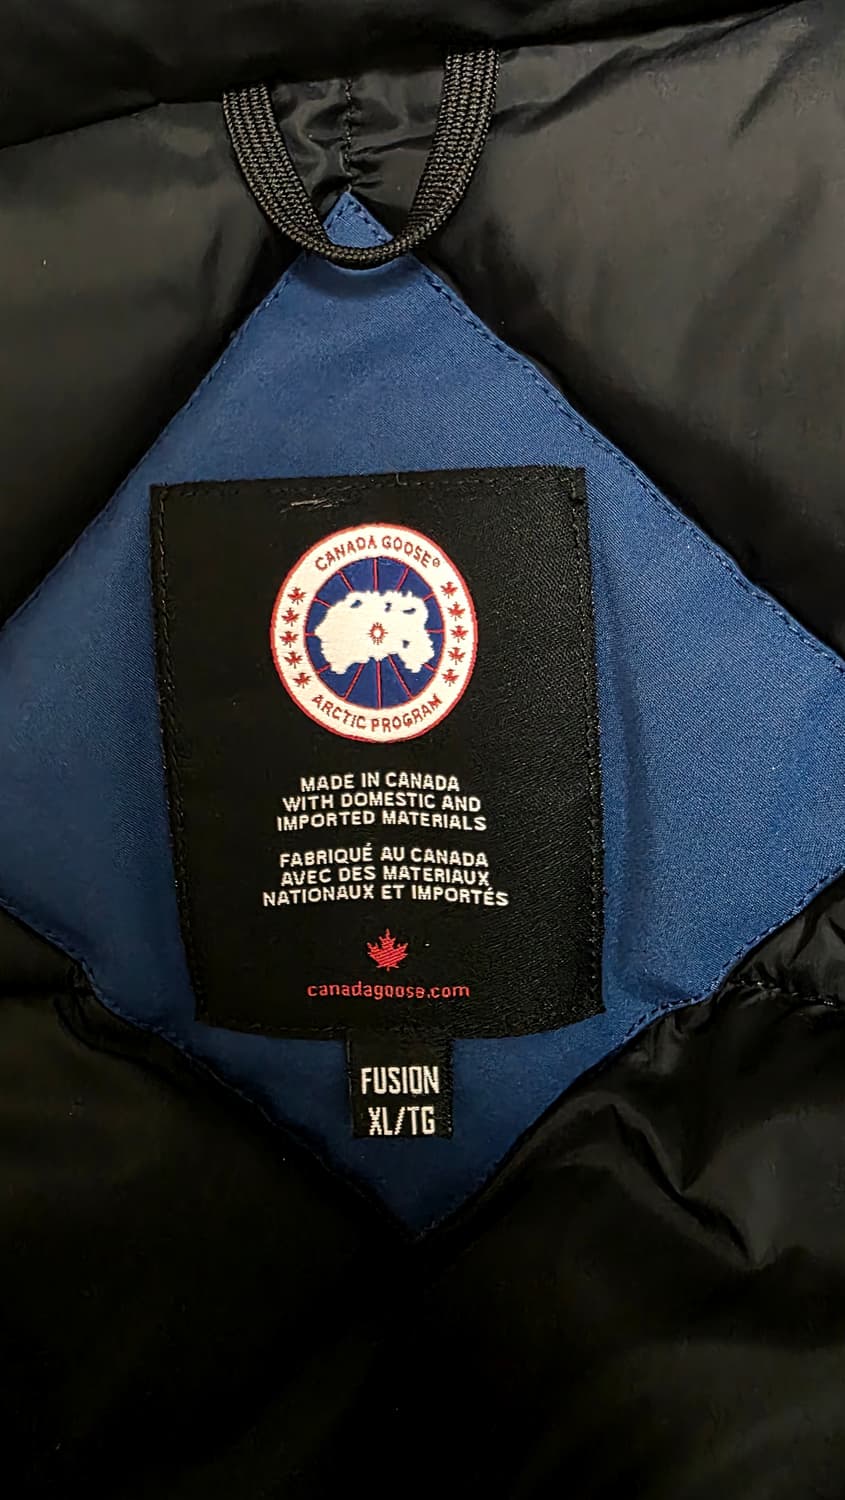 CANADA GOOSE®
ARCTIC PROGRAM
MADE IN CANADA
WITH DOMESTIC AND
IMPORTED MATERIALS
FABRIQUÉ AU CANADA
AVEC DES MATERIAUX
NATIONAUX ET IMPORTÉS
canadagoose.com
FUSION
XL/TG